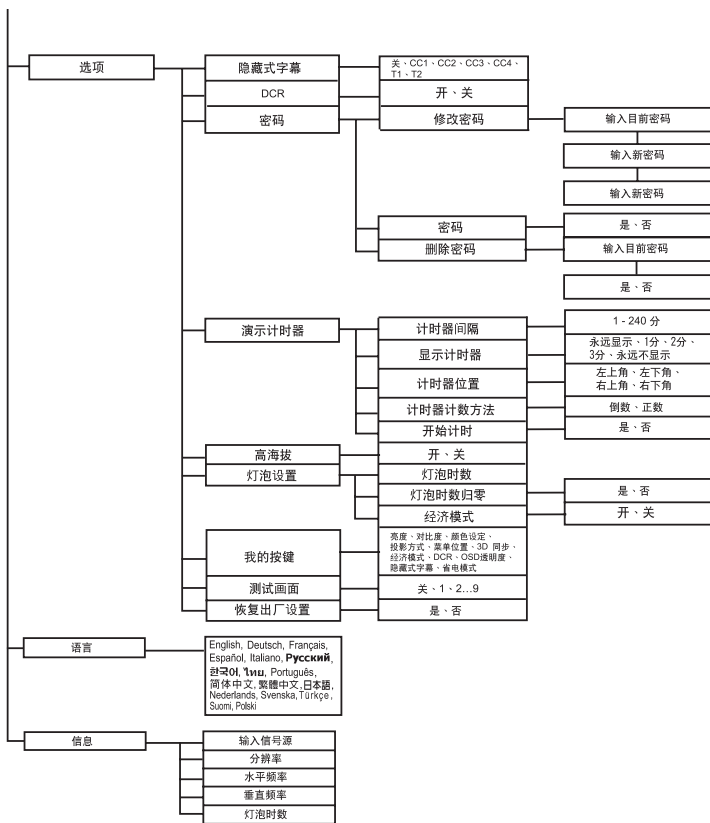 选项
隐藏式字幕
关、CC1、CC2、CC3、CC4、
T1、T2
DCR
开、关
密码
修改密码
输入目前密码
输入新密码
输入新密码
密码
是、否
删除密码
输入目前密码
是、否
演示计时器
计时器间隔
1 - 240 分
显示计时器
永远显示、1分、2分、
3分、永远不显示
计时器位置
左上角、左下角、
右上角、右下角
计时器计数方法
倒数、正数
开始计时
是、否
高海拔
开、关
灯泡设置
灯泡时数
灯泡时数归零
是、否
经济模式
开、关
我的按键
亮度、对比度、颜色设定、
投影方式、菜单位置、3D 同步、
经济模式、DCR、OSD透明度、
隐藏式字幕、省电模式
测试画面
关、1、2...9
恢复出厂设置
是、否
语言
English, Deutsch, Français,
Español, Italiano, Русский,
한국어, ไทย, Português,
简体中文, 繁體中文, 日本語,
Nederlands, Svenska, Türkçe,
Suomi, Polski
信息
输入信号源
分辨率
水平频率
垂直频率
灯泡时数